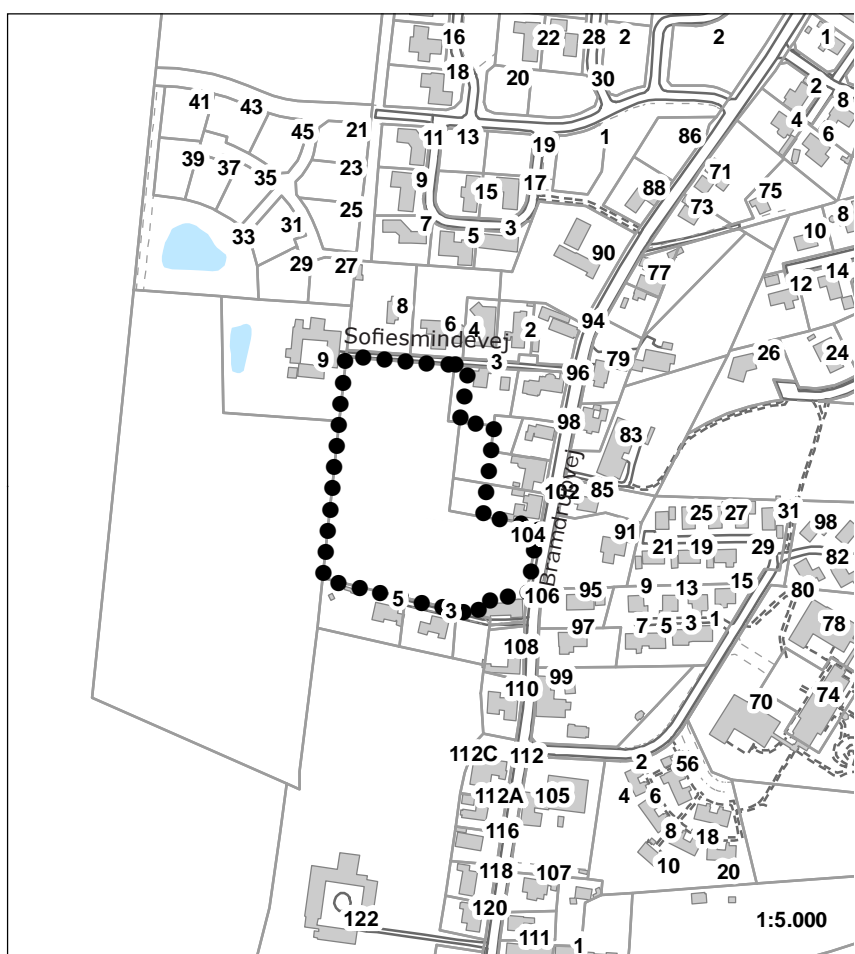 16 22 28 2 2 1
18 20 30 2 8
41 43 45 21 11 13 19 1 86 4 6
39 37 35 23 9 15 17 88 71 75
25 73 8
33 31 7 5 3 90 10
29 27 77 12 14
8 6 4 2 94
Sofiesmindevej
9 3 96 79 26 24
98 83
102 85
Bramdrupvej
104 91 25 27 31 98
21 19 29 82
106 95 9 13 15 80
5 3 97 7 5 3 1 78
108
110 99 70 74
112C 112 2 56
112A 105 4 6
116 8 18
118 107 10 20
120
122 111 1
1:5.000